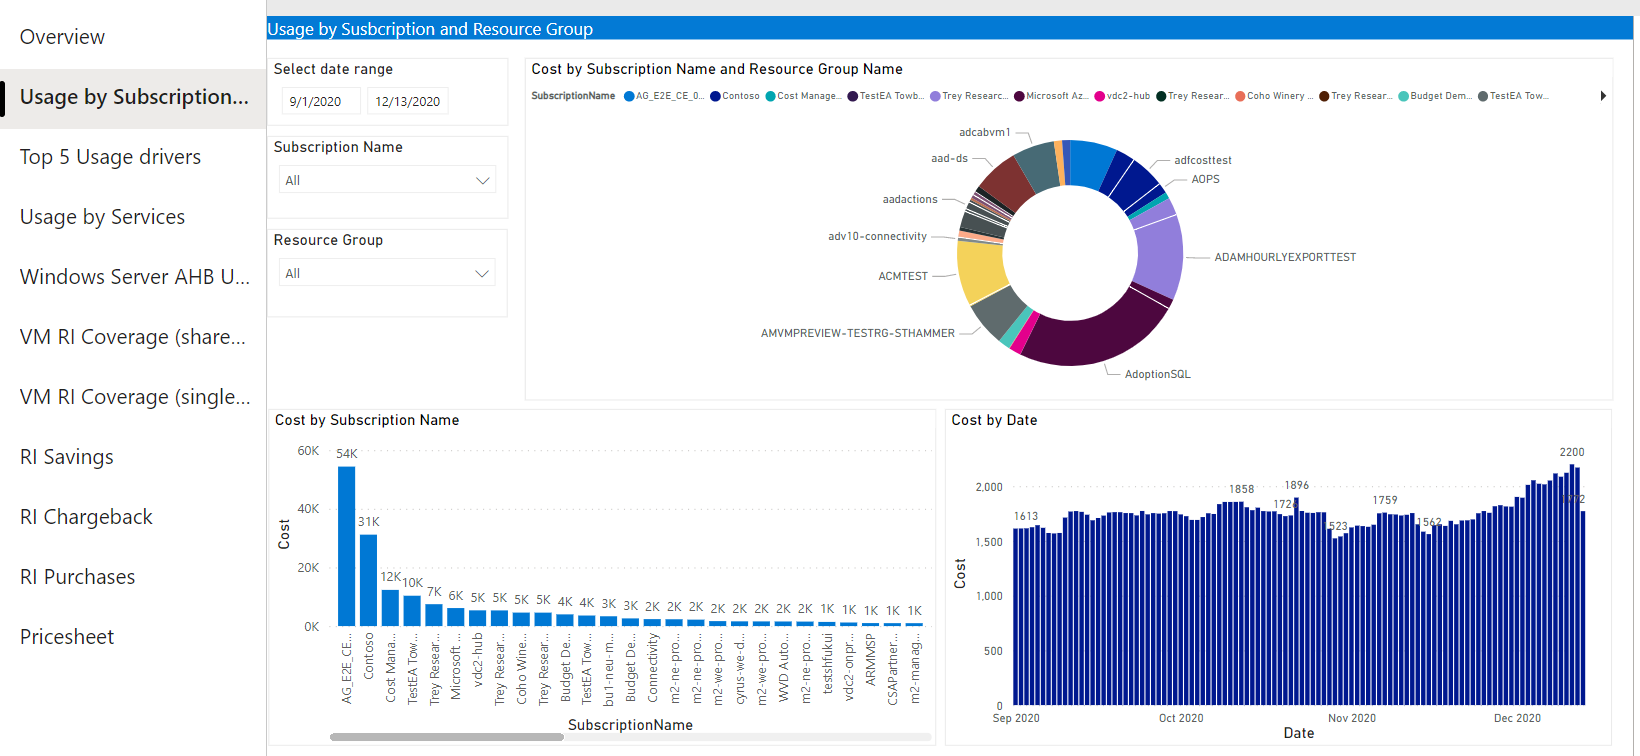 Overview
Usage by Subscription...
Top 5 Usage drivers
Usage by Services
Windows Server AHB U...
VM RI Coverage (share...
VM RI Coverage (single...
RI Savings
RI Chargeback
RI Purchases
Pricesheet
Usage by Susbcription and Resource Group
Select date range
9/1/2020 12/13/2020
Subscription Name
All
Resource Group
All
Cost by Subscription Name and Resource Group Name
SubscriptionName AG_E2E_CE_0... Contoso Cost Manage... TestEA Towb... Trey Researc... Microsoft Az... vdc2-hub Trey Resear... Coho Winery ... Trey Resear... Budget Dem... TestEA Tow...
adcabvm1
aad-ds
adfcosttest
AOPS
aadactions
adv10-connectivity
ADAMHOURLYEXPORTTEST
ACMTEST
AMVMPREVIEW-TESTRG-STHAMMER
AdoptionSQL
Cost by Subscription Name
Cost
60K
40K
20K
0K
54K 31K 12K 10K 7K 6K 5K 5K 5K 5K 4K 4K 3K 3K 2K 2K 2K 2K 2K 2K 2K 2K 1K 1K 1K 1K 1K
AG_E2E_CE...
Contoso
Cost Mana...
TestEA Tow...
Trey Resear...
Microsoft ...
vdc2-hub
Trey Resear...
Coho Wine...
Trey Resear...
Budget De...
TestEA Tow...
bu1-neu-m...
Budget De...
Connectivity
m2-ne-pro...
m2-ne-pro...
m2-we-pro...
cyrus-we-d...
m2-we-pro...
WVD Auto...
m2-ne-pro...
testshfukui
vdc2-onpr...
ARMMSP
CSAPartner...
m2-manag...
SubscriptionName
Cost by Date
Cost
2,000
1,500
1,000
500
0
1613 1858 1726 1896 1523 1759 1562 2200
Sep 2020 Oct 2020 Nov 2020 Dec 2020
Date